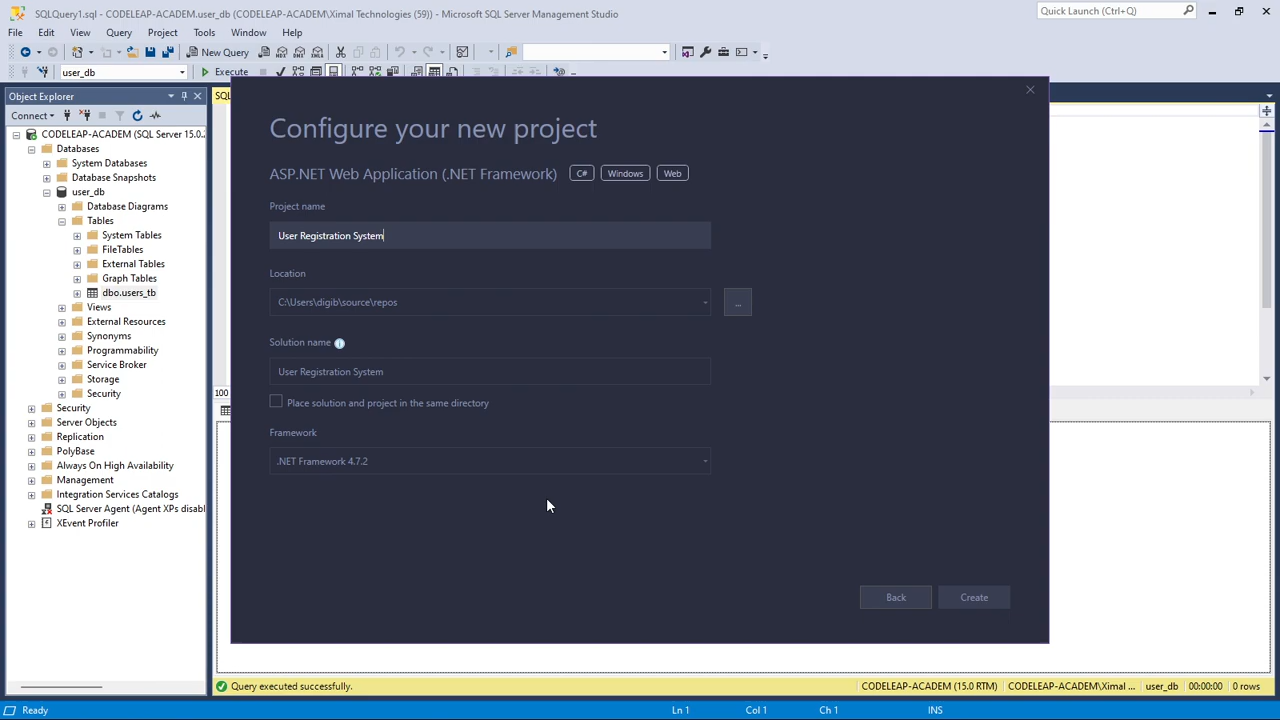 SQLQuery1.sql - CODELEAP-ACADEM.user_db (CODELEAP-ACADEM\Ximal Technologies (59)) - Microsoft SQL Server Management Studio
Quick Launch (Ctrl+Q)
File Edit View Query Project Tools Window Help
New Query
user_db Execute
Object Explorer
SQL
Connect
CODELEAP-ACADEM (SQL Server 15.0.
Databases
System Databases
Database Snapshots
user_db
Database Diagrams
Tables
System Tables
FileTables
External Tables
Graph Tables
dbo.users_tb
Views
External Resources
Synonyms
Programmability
Service Broker
Storage
Security
Security
Server Objects
Replication
PolyBase
Always On High Availability
Management
Integration Services Catalogs
SQL Server Agent (Agent XPs disabl
XEvent Profiler
Configure your new project
ASP.NET Web Application (.NET Framework) C# Windows Web
Project name
User Registration System
Location
C:\Users\digib\source\repos
...
Solution name
User Registration System
Place solution and project in the same directory
Framework
.NET Framework 4.7.2
Back Create
100
Query executed successfully. CODELEAP-ACADEM (15.0 RTM) CODELEAP-ACADEM\Ximal ... user_db 00:00:00 0 rows
Ready Ln 1 Col 1 Ch 1 INS